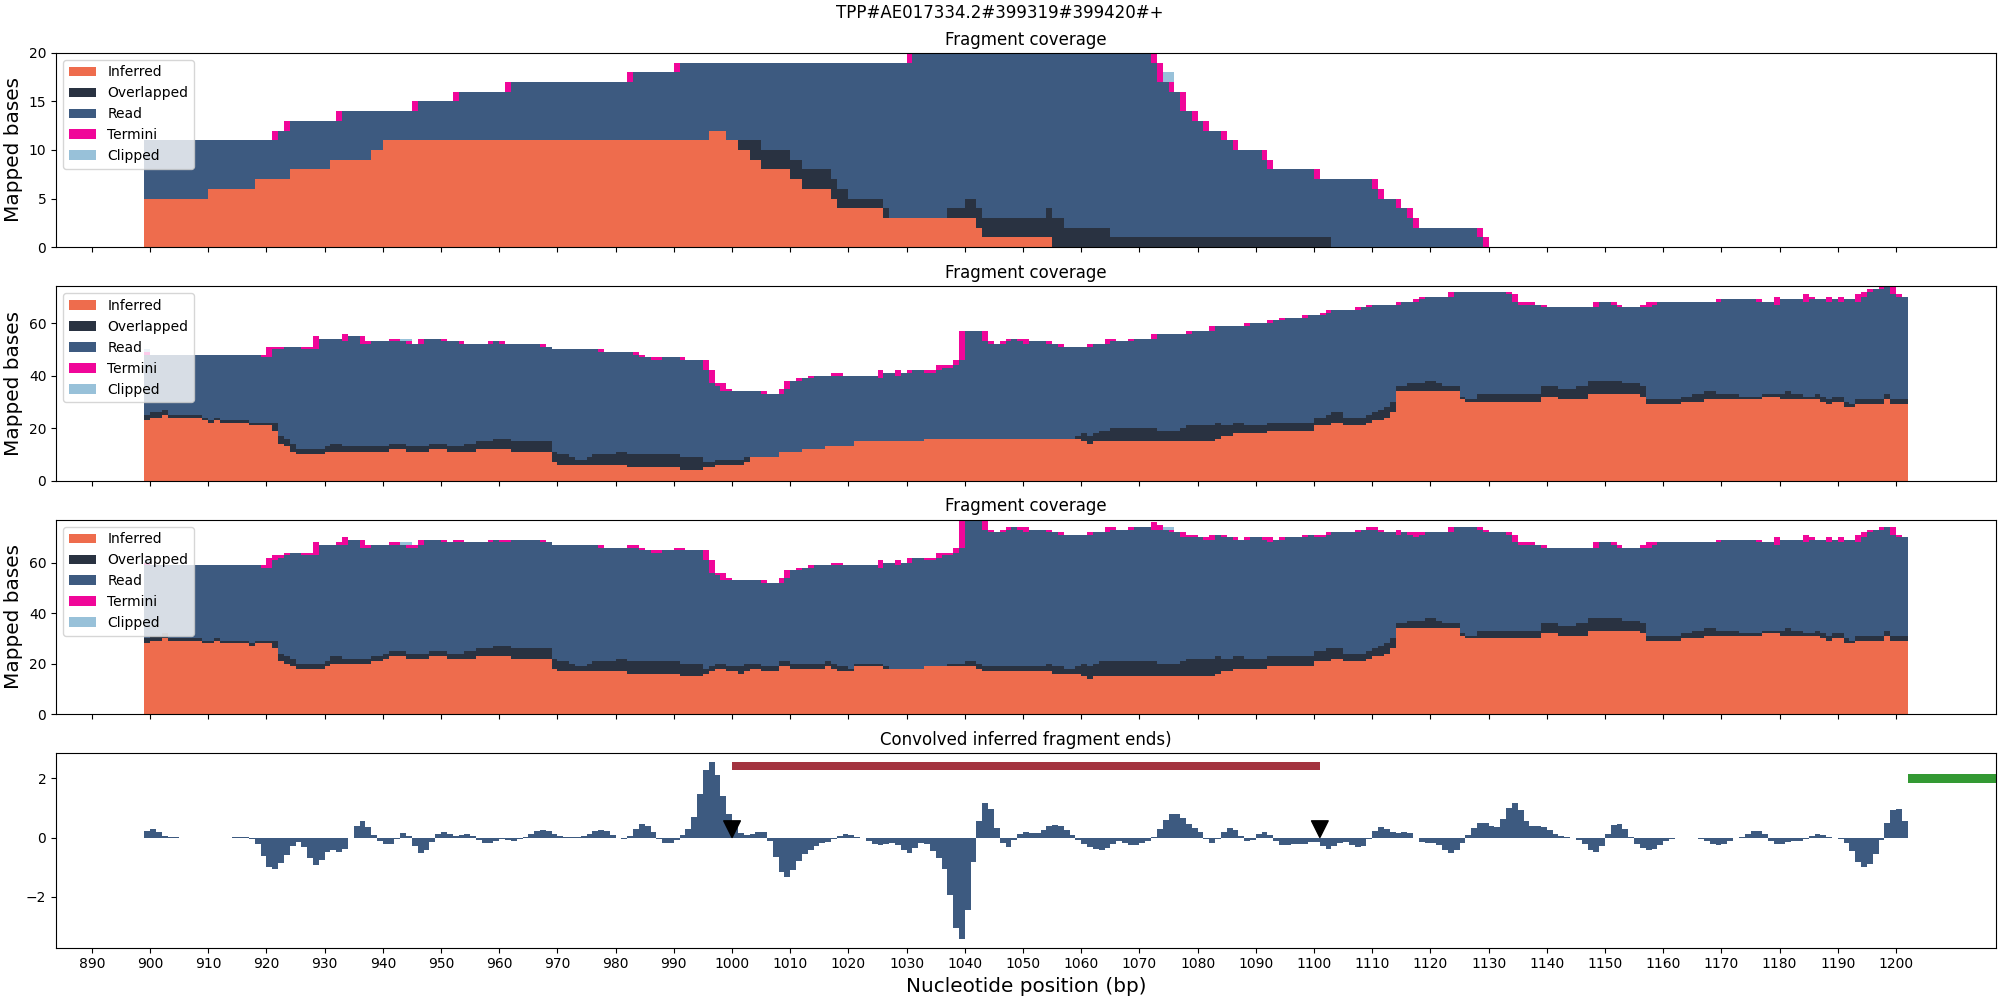 TPP#AE017334.2#399319#399420#+
Fragment coverage
20
15
10
5
0
Mapped bases
Inferred
Overlapped
Read
Termini
Clipped
Fragment coverage
60
40
20
0
Mapped bases
Inferred
Overlapped
Read
Termini
Clipped
Fragment coverage
60
40
20
0
Mapped bases
Inferred
Overlapped
Read
Termini
Clipped
Convolved inferred fragment ends)
2
0
−2
890 900 910 920 930 940 950 960 970 980 990 1000 1010 1020 1030 1040 1050 1060 1070 1080 1090 1100 1110 1120 1130 1140 1150 1160 1170 1180 1190 1200
Nucleotide position (bp)